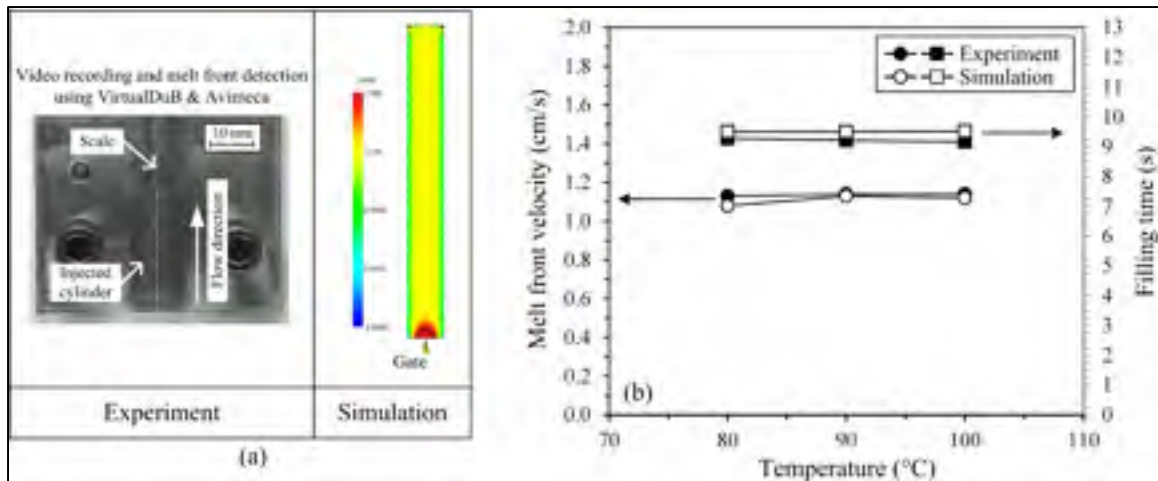 Video recording and melt front detection
using VirtualDuB & Avimeca
Scale
10 mm
Flow direction
Injected
cylinder
Gate
Experiment
Simulation
(a)
Melt front velocity (cm/s)
2.0
1.8
1.6
1.4
1.2
1.0
0.8
0.6
0.4
0.2
0.0
Experiment
Simulation
(b)
70
80
90
100
110
Temperature (°C)
13
12
11
10
9
8
7
6
5
4
3
2
1
0
Filling time (s)